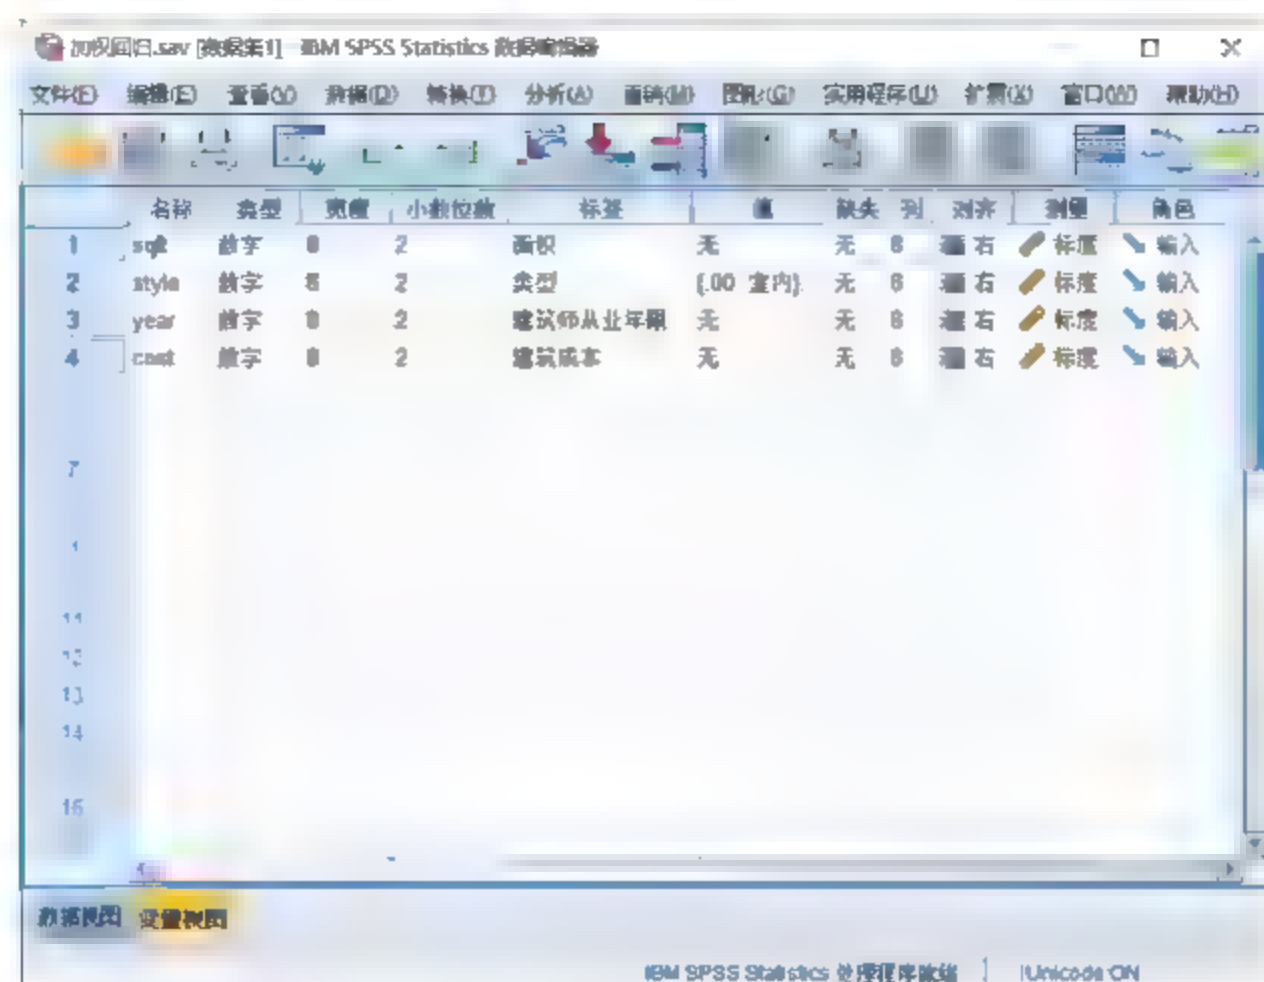 加权回归.sav [数据集1] - IBM SPSS Statistics 数据编辑器
文件(F) 编辑(E) 查看(V) 数据(D) 转换(T) 分析(A) 直销(M) 图形(G) 实用程序(U) 扩展(X) 窗口(W) 帮助(H)
名称 类型 宽度 小数位数 标签 值 缺失 列 对齐 测量 角色
1 sqft 数字 8 2 面积 无 无 8 右 标度 输入
2 style 数字 8 2 类型 {.00 室内} 无 8 右 标度 输入
3 year 数字 8 2 建筑师从业年限 无 无 8 右 标度 输入
4 cost 数字 8 2 建筑成本 无 无 8 右 标度 输入
7
11
12
13
14
数据视图 变量视图
IBM SPSS Statistics 处理程序就绪 Unicode:ON